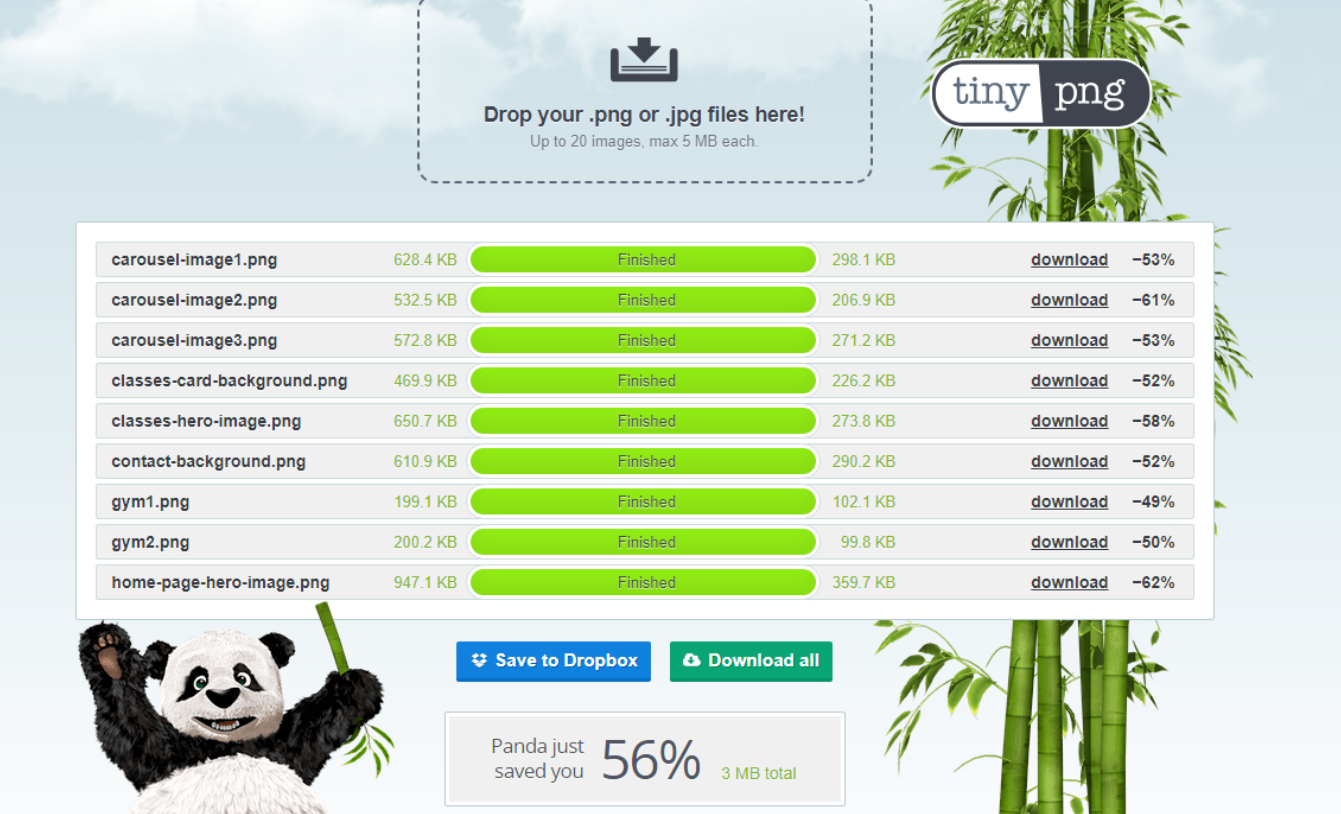 Drop your .png or .jpg files here!
Up to 20 images, max 5 MB each.
tiny png
carousel-image1.png 628.4 KB Finished 298.1 KB download −53%
carousel-image2.png 532.5 KB Finished 206.9 KB download −61%
carousel-image3.png 572.8 KB Finished 271.2 KB download −53%
classes-card-background.png 469.9 KB Finished 226.2 KB download −52%
classes-hero-image.png 650.7 KB Finished 273.8 KB download −58%
contact-background.png 610.9 KB Finished 290.2 KB download −52%
gym1.png 199.1 KB Finished 102.1 KB download −49%
gym2.png 200.2 KB Finished 99.8 KB download −50%
home-page-hero-image.png 947.1 KB Finished 359.7 KB download −62%
Save to Dropbox Download all
Panda just
saved you 56% 3 MB total